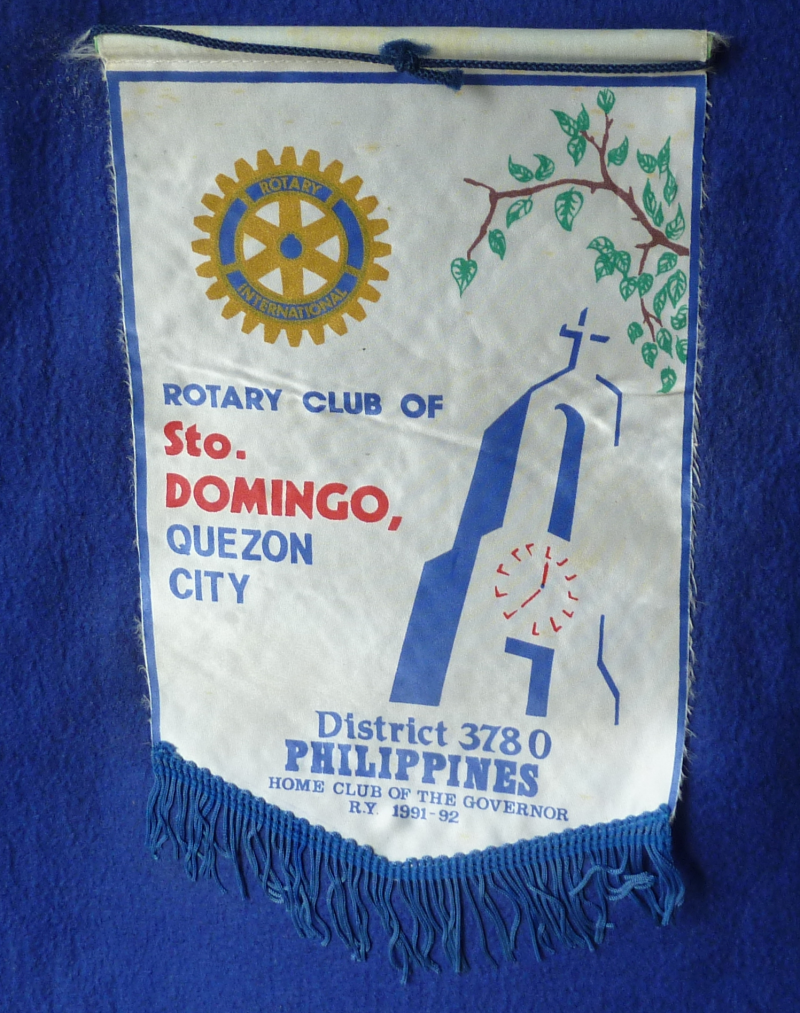 ROTARY
INTERNATIONAL
ROTARY CLUB OF
Sto.
DOMINGO,
QUEZON
CITY
District 3780
PHILIPPINES
HOME CLUB OF THE GOVERNOR
R.Y. 1991-92